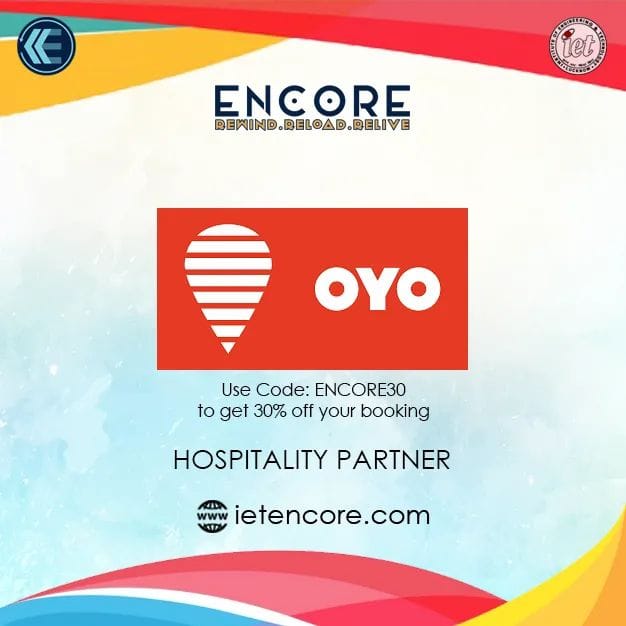 iet
ENCORE
REWIND.RELOAD.RELIVE
OYO
Use Code: ENCORE30
to get 30% off your booking
HOSPITALITY PARTNER
www ietencore.com